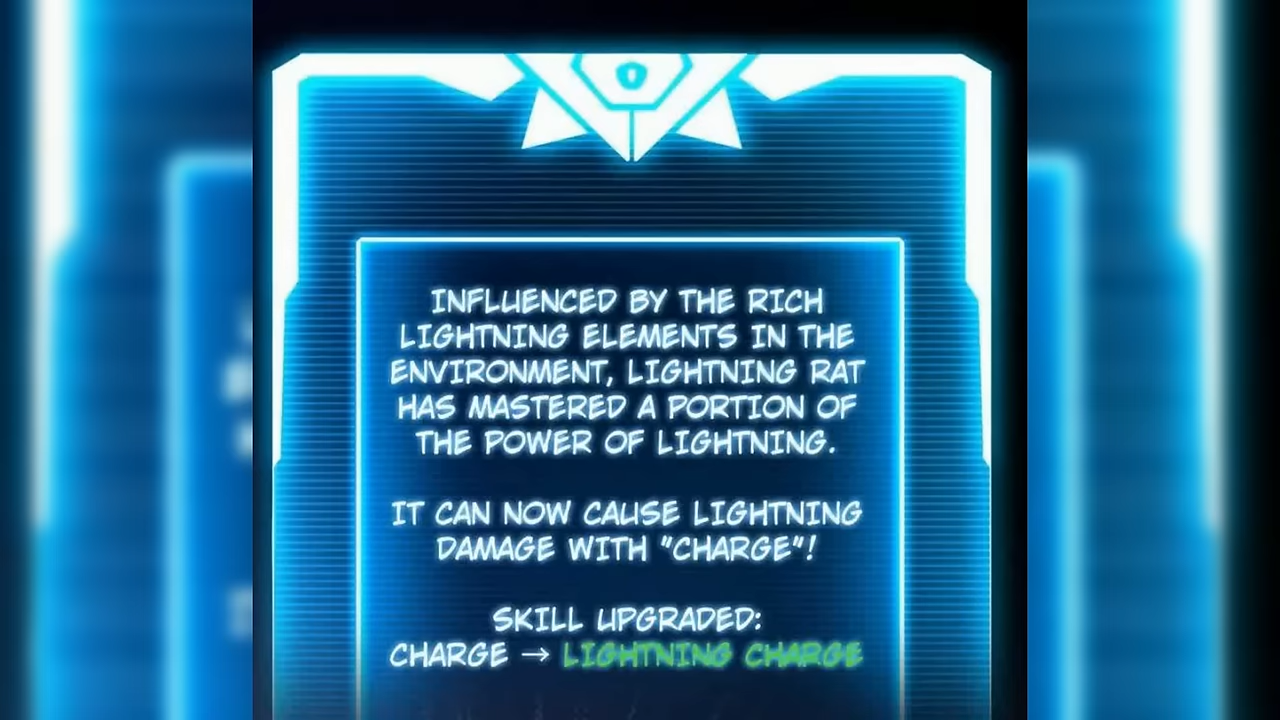 INFLUENCED BY THE RICH
LIGHTNING ELEMENTS IN THE
ENVIRONMENT, LIGHTNING RAT
HAS MASTERED A PORTION OF
THE POWER OF LIGHTNING.
IT CAN NOW CAUSE LIGHTNING
DAMAGE WITH "CHARGE"!
SKILL UPGRADED:
CHARGE → LIGHTNING CHARGE